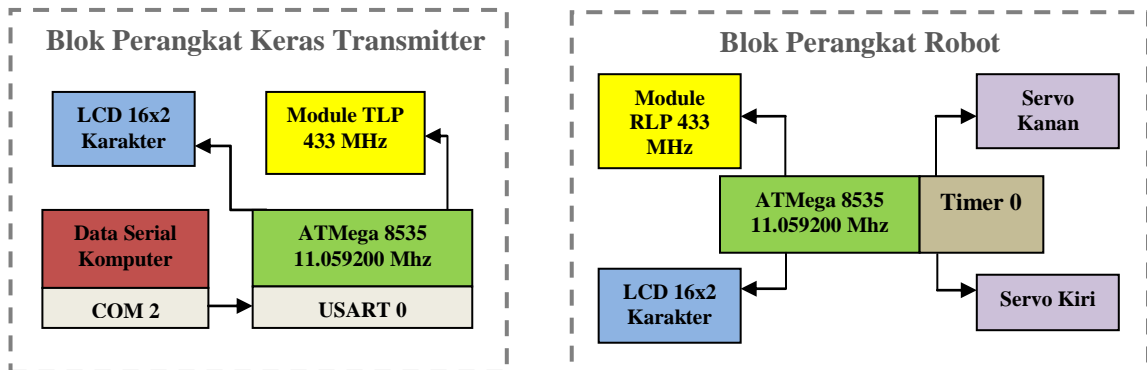 Blok Perangkat Keras Transmitter
LCD 16x2
Karakter
Module TLP
433 MHz
Data Serial
Komputer
COM 2
ATMega 8535
11.059200 Mhz
USART 0
Blok Perangkat Robot
Module
RLP 433
MHz
Servo
Kanan
ATMega 8535
11.059200 Mhz
Timer 0
LCD 16x2
Karakter
Servo Kiri